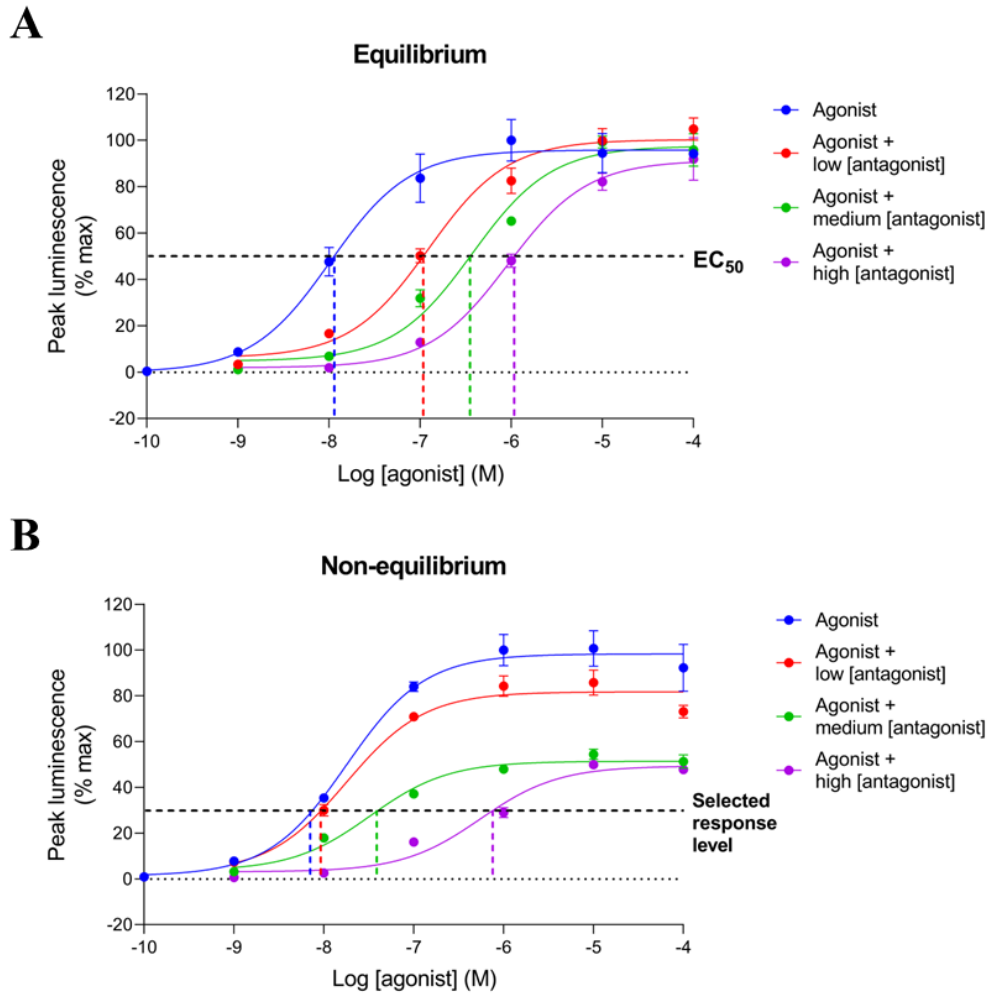 A
Equilibrium
120
100
80
60
40
20
0
-20
Peak luminescence
(% max)
-10 -9 -8 -7 -6 -5 -4
Log [agonist] (M)
EC50
Agonist
Agonist +
low [antagonist]
Agonist +
medium [antagonist]
Agonist +
high [antagonist]
B
Non-equilibrium
120
100
80
60
40
20
0
-20
Peak luminescence
(% max)
-10 -9 -8 -7 -6 -5 -4
Log [agonist] (M)
Selected
response
level
Agonist
Agonist +
low [antagonist]
Agonist +
medium [antagonist]
Agonist +
high [antagonist]